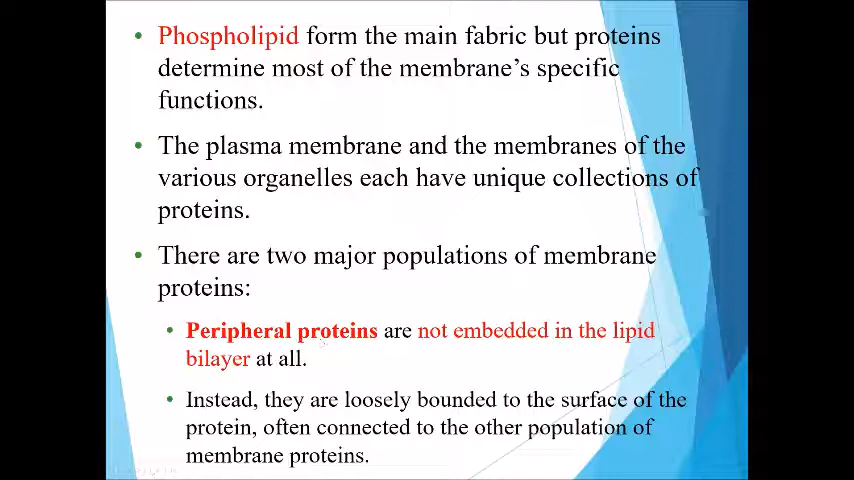 • Phospholipid form the main fabric but proteins
determine most of the membrane’s specific
functions.
• The plasma membrane and the membranes of the
various organelles each have unique collections of
proteins.
• There are two major populations of membrane
proteins:
• Peripheral proteins are not embedded in the lipid
bilayer at all.
• Instead, they are loosely bounded to the surface of the
protein, often connected to the other population of
membrane proteins.